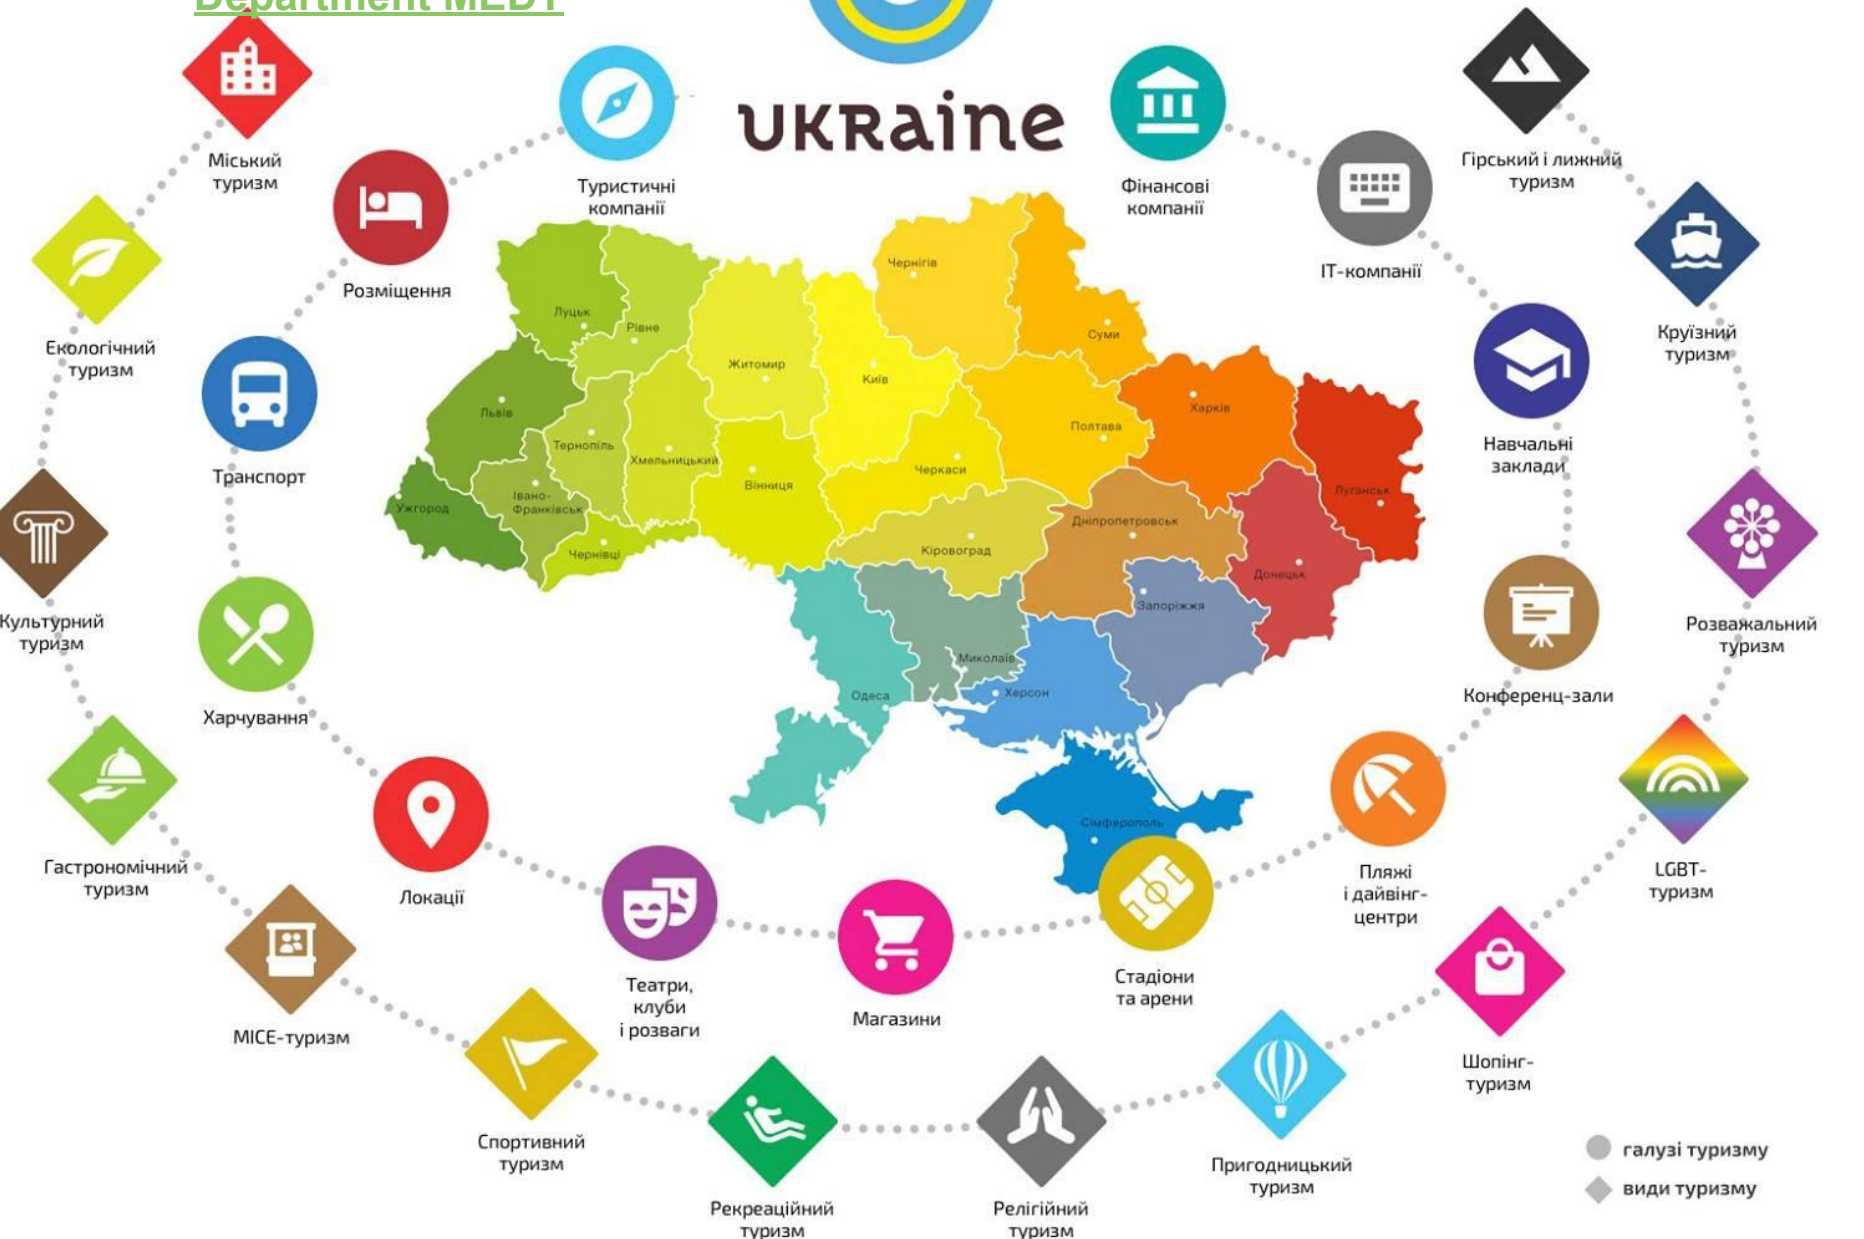 Department MEDT
UKRAINE
Міський
туризм
Туристичні
компанії
Фінансові
компанії
Гірський і лижний
туризм
Розміщення
ІТ-компанії
Екологічний
туризм
Круїзний
туризм
Транспорт
Навчальні
заклади
Культурний
туризм
Розважальний
туризм
Харчування
Конференц-зали
Гастрономічний
туризм
Локації
Пляжі
і дайвінг-
центри
LGBT-
туризм
МІСЕ-туризм
Театри,
клуби
і розваги
Магазини
Стадіони
та арени
Шопінг-
туризм
Спортивний
туризм
Рекреаційний
туризм
Релігійний
туризм
Пригодницький
туризм
галузі туризму
види туризму
Чернігів
Луцьк
Рівне
Суми
Житомир
Київ
Львів
Харків
Полтава
Тернопіль
Хмельницький
Черкаси
Вінниця
Луганськ
Івано-
Франківськ
Ужгород
Дніпропетровськ
Чернівці
Кіровоград
Донецьк
Запоріжжя
Миколаїв
Одеса
Херсон
Сімферополь